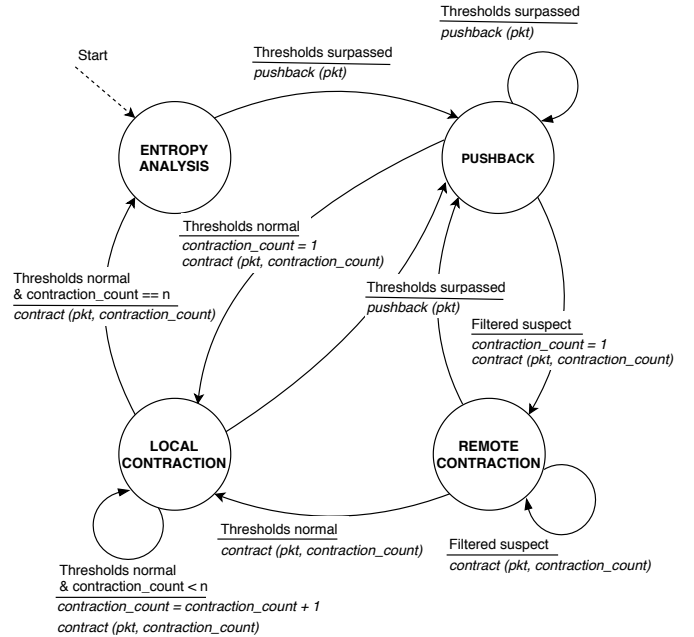 Thresholds surpassed
pushback (pkt)
Start
Thresholds surpassed
pushback (pkt)
ENTROPY
ANALYSIS
PUSHBACK
Thresholds normal
contraction_count = 1
contract (pkt, contraction_count)
Thresholds normal
& contraction_count == n
contract (pkt, contraction_count)
Thresholds surpassed
pushback (pkt)
Filtered suspect
contraction_count = 1
contract (pkt, contraction_count)
LOCAL
CONTRACTION
REMOTE
CONTRACTION
Thresholds normal
contract (pkt, contraction_count)
Filtered suspect
contract (pkt, contraction_count)
Thresholds normal
& contraction_count < n
contraction_count = contraction_count + 1
contract (pkt, contraction_count)